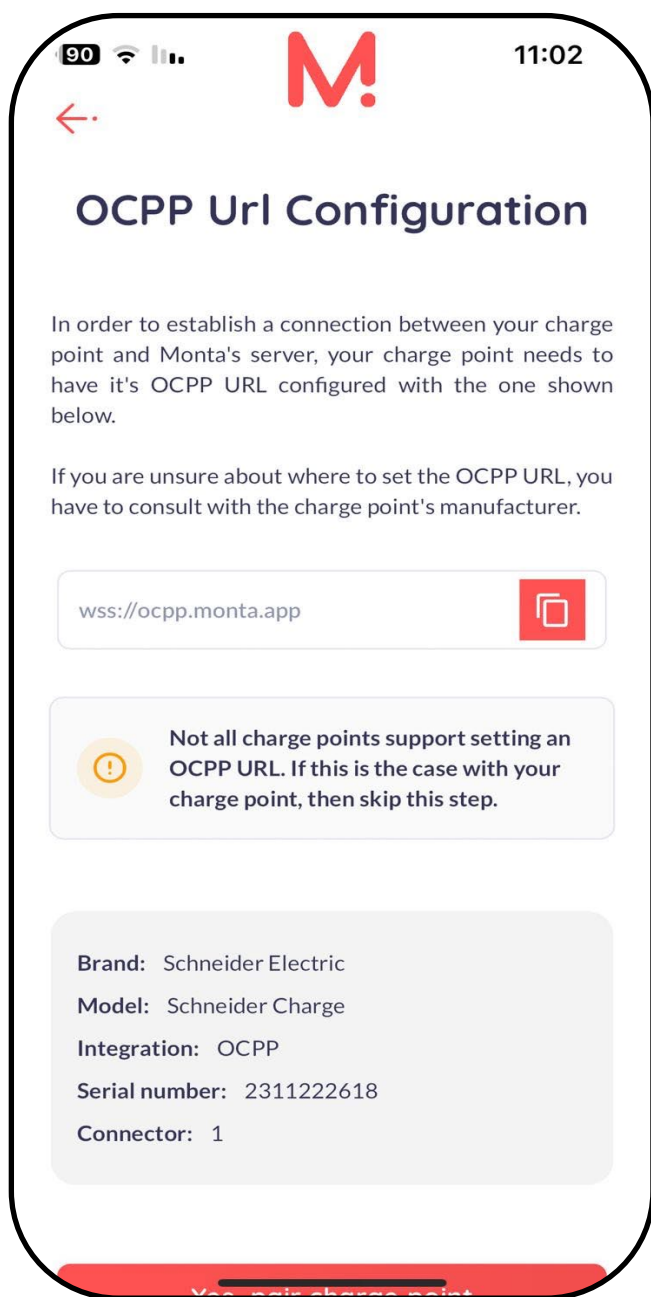 90
11:02
M
OCPP Url Configuration
In order to establish a connection between your charge
point and Monta's server, your charge point needs to
have it's OCPP URL configured with the one shown
below.
If you are unsure about where to set the OCPP URL, you
have to consult with the charge point's manufacturer.
wss://ocpp.monta.app
Not all charge points support setting an
OCPP URL. If this is the case with your
charge point, then skip this step.
Brand: Schneider Electric
Model: Schneider Charge
Integration: OCPP
Serial number: 2311222618
Connector: 1
Yes, pair charge point